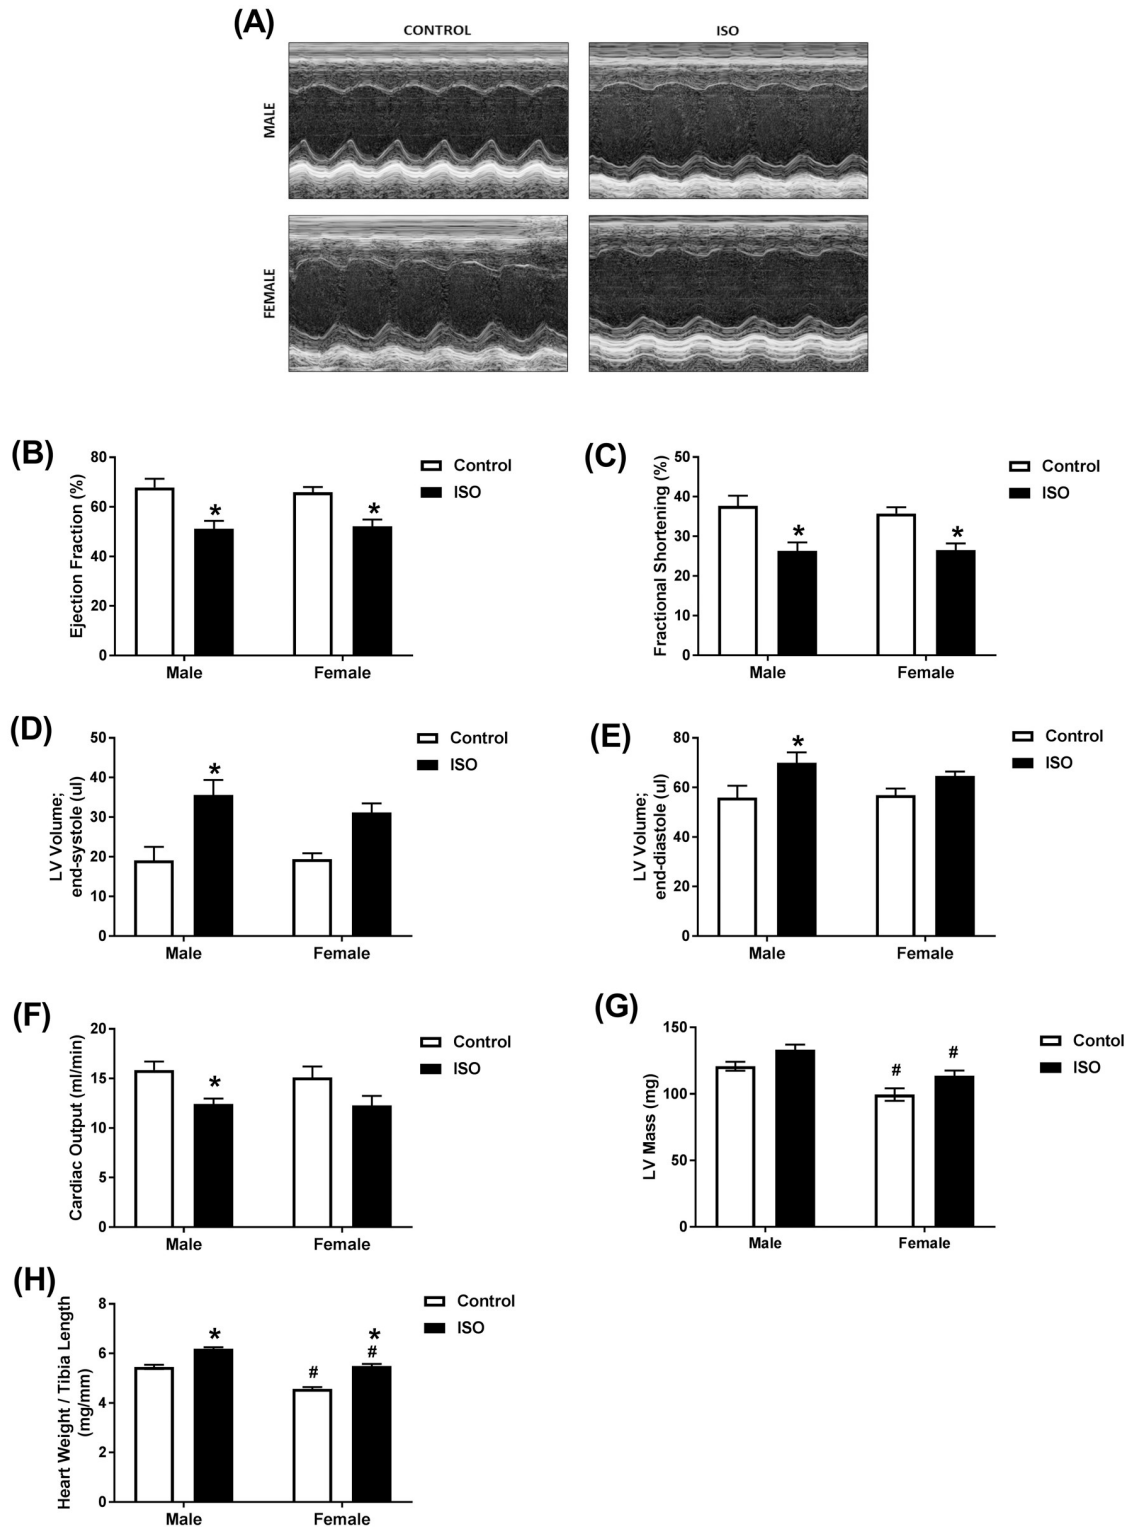 (A)
CONTROL
ISO
MALE
FEMALE
(B)
Ejection Fraction (%)
80
60
40
20
0
*
*
Male
Female
Control
ISO
(C)
Fractional Shortening (%)
50
40
30
20
10
0
*
*
Male
Female
Control
ISO
(D)
LV Volume;
end-systole (ul)
50
40
30
20
10
0
*
Male
Female
Control
ISO
(E)
LV Volume;
end-diastole (ul)
80
60
40
20
0
*
Male
Female
Control
ISO
(F)
Cardiac Output (ml/min)
20
15
10
5
0
*
Male
Female
Control
ISO
(G)
LV Mass (mg)
150
100
50
0
#
#
Male
Female
Contol
ISO
(H)
Heart Weight / Tibia Length
(mg/mm)
8
6
4
2
0
*
#
*
#
Male
Female
Control
ISO